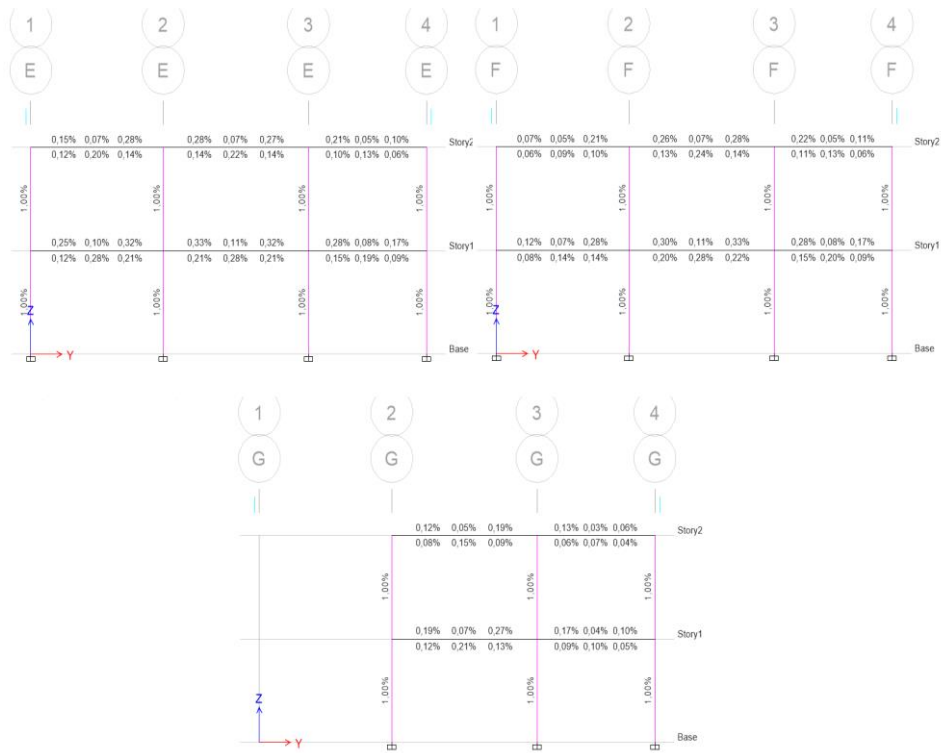 1 2 3 4 1 2 3 4
E E E E F F F F
0,15% 0,07% 0,28% 0,28% 0,07% 0,27% 0,21% 0,05% 0,10% Story2 0,07% 0,05% 0,21% 0,26% 0,07% 0,28% 0,22% 0,05% 0,11% Story2
0,12% 0,20% 0,14% 0,14% 0,22% 0,14% 0,10% 0,13% 0,06% 0,06% 0,09% 0,10% 0,13% 0,24% 0,14% 0,11% 0,13% 0,06%
1.00% 1.00% 1.00% 1.00% 1.00% 1.00% 1.00% 1.00%
0,25% 0,10% 0,32% 0,33% 0,11% 0,32% 0,28% 0,08% 0,17% Story1 0,12% 0,07% 0,28% 0,30% 0,11% 0,33% 0,28% 0,08% 0,17% Story1
0,12% 0,28% 0,21% 0,21% 0,28% 0,21% 0,15% 0,19% 0,09% 0,08% 0,14% 0,14% 0,20% 0,28% 0,22% 0,15% 0,20% 0,09%
1.00% 1.00% 1.00% 1.00% 1.00% 1.00% 1.00% 1.00%
Z Z
Y Base Y Base
1 2 3 4
G G G G
0,12% 0,05% 0,19% 0,13% 0,03% 0,06% Story2
0,08% 0,15% 0,09% 0,06% 0,07% 0,04%
1.00% 1.00% 1.00%
0,19% 0,07% 0,27% 0,17% 0,04% 0,10% Story1
0,12% 0,21% 0,13% 0,09% 0,10% 0,05%
1.00% 1.00% 1.00%
Z
Y Base